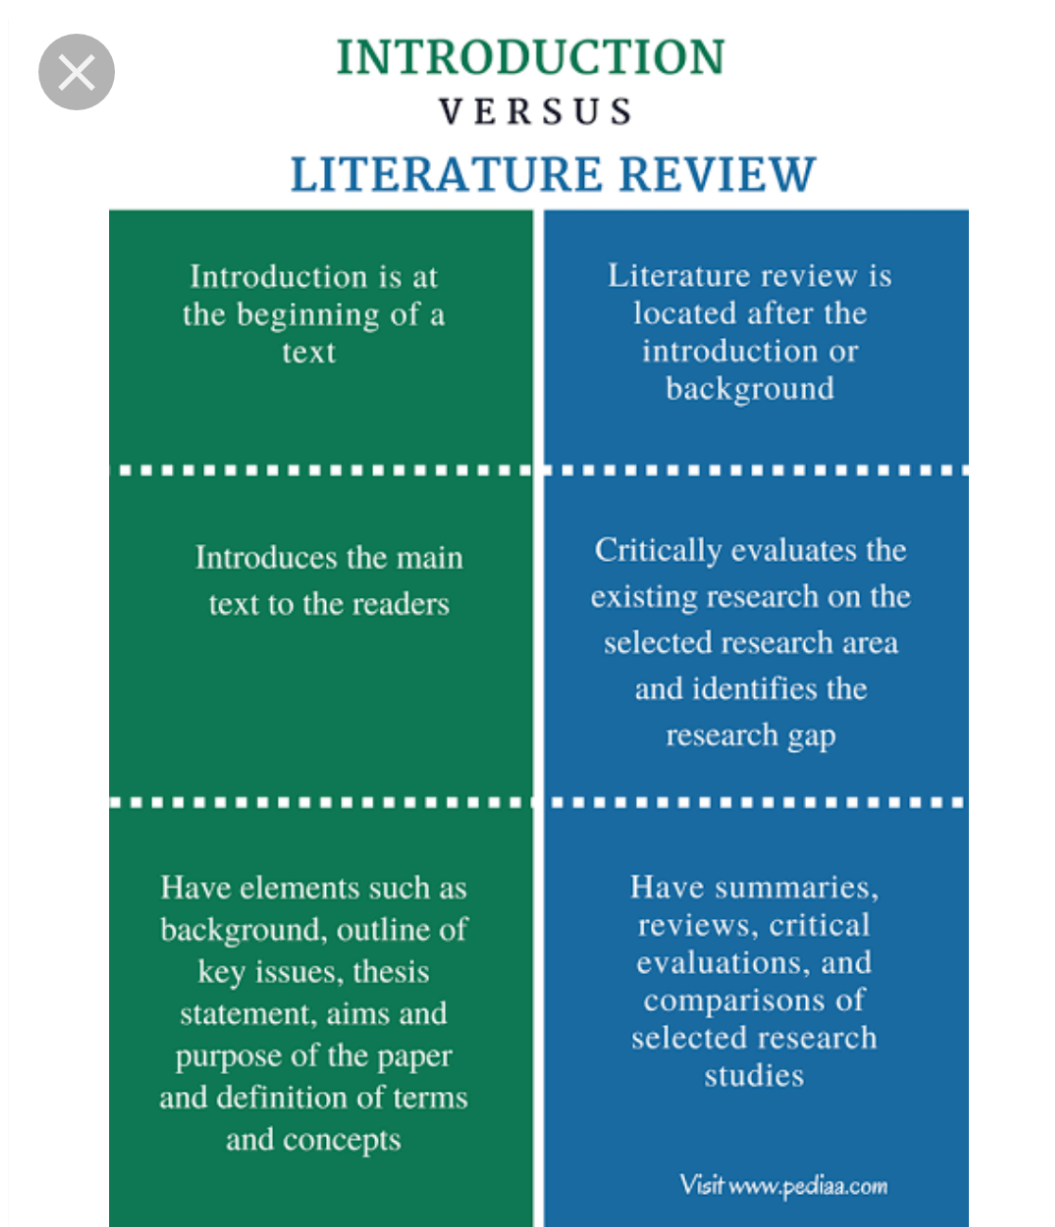 INTRODUCTION
VERSUS
LITERATURE REVIEW
Introduction is at
the beginning of a
text
Literature review is
located after the
introduction or
background
Introduces the main
text to the readers
Critically evaluates the
existing research on the
selected research area
and identifies the
research gap
Have elements such as
background, outline of
key issues, thesis
statement, aims and
purpose of the paper
and definition of terms
and concepts
Have summaries,
reviews, critical
evaluations, and
comparisons of
selected research
studies
Visit www.pediaa.com